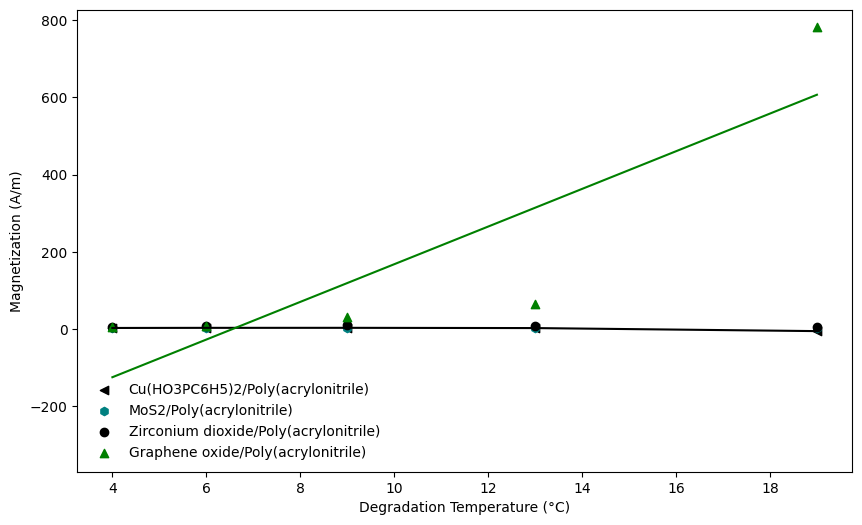 800
600
400
200
0
−200
Magnetization (A/m)
Cu(HO3PC6H5)2/Poly(acrylonitrile)
MoS2/Poly(acrylonitrile)
Zirconium dioxide/Poly(acrylonitrile)
Graphene oxide/Poly(acrylonitrile)
4 6 8 10 12 14 16 18
Degradation Temperature (°C)